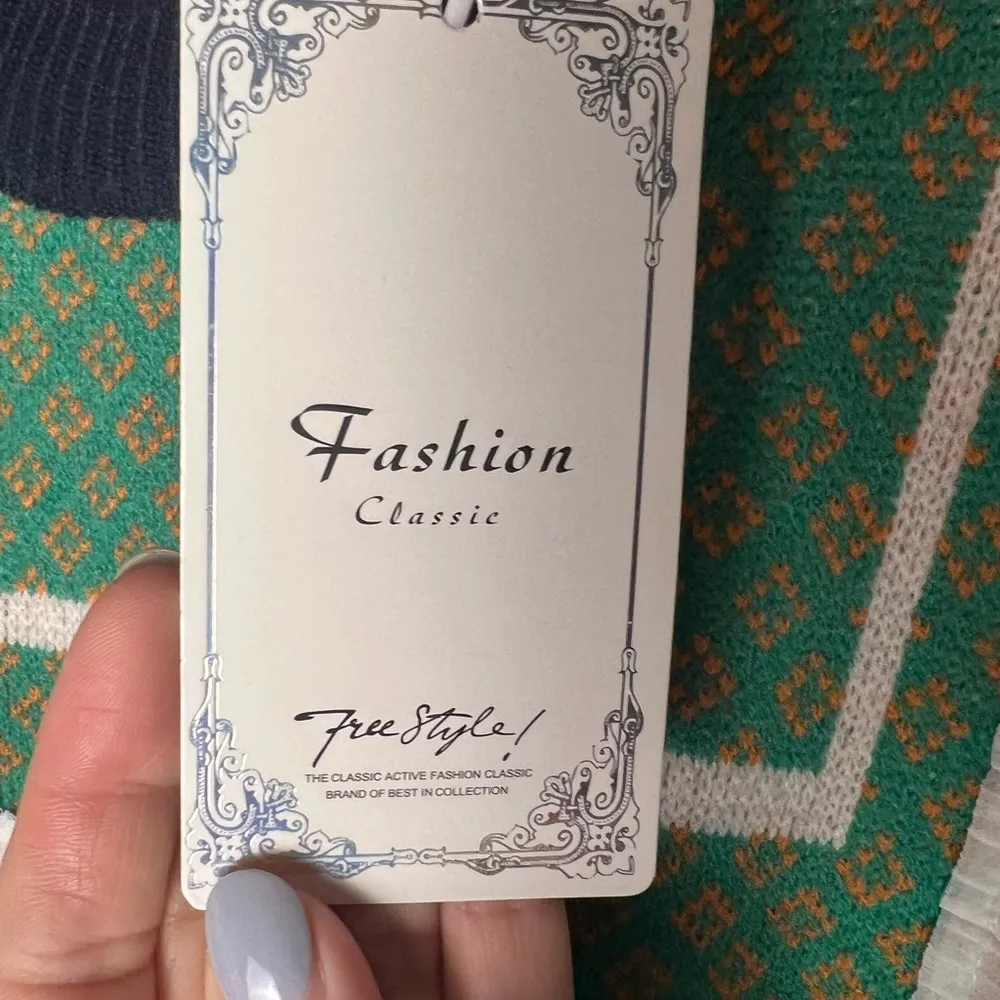 Fashion
Classic
Free Style!
THE CLASSIC ACTIVE FASHION CLASSIC
BRAND OF BEST IN COLLECTION